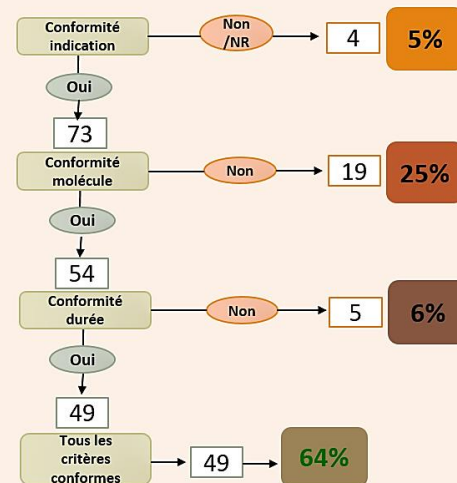 Conformité
indication
Non
/NR
4
5%
Oui
73
Conformité
molécule
Non
19
25%
Oui
54
Conformité
durée
Non
5
6%
Oui
49
Tous les
critères
conformes
49
64%